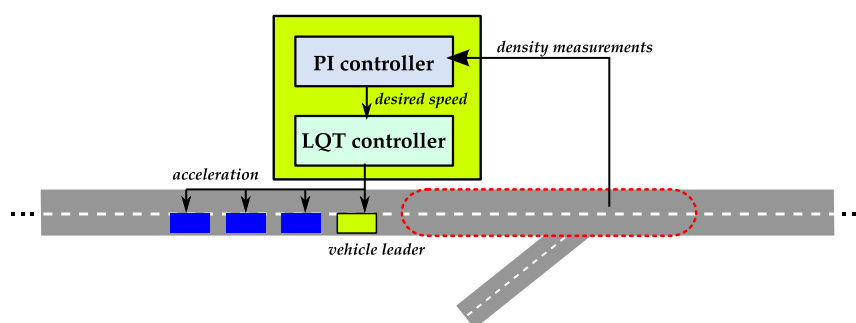 density measurements
PI controller
desired speed
LQT controller
acceleration
vehicle leader